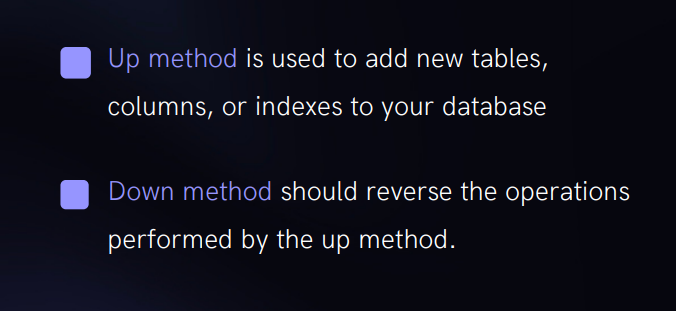 Up method is used to add new tables,
columns, or indexes to your database
Down method should reverse the operations
performed by the up method.